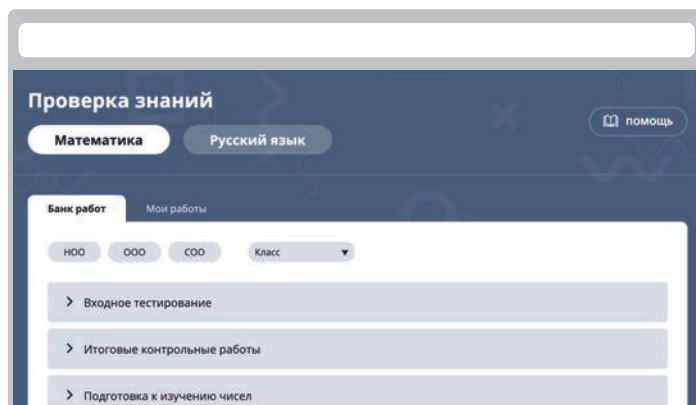 Проверка знаний
помощь
Математика Русский язык
Банк работ Мои работы
НОО ООО СОО Класс
Входное тестирование
Итоговые контрольные работы
Подготовка к изучению чисел